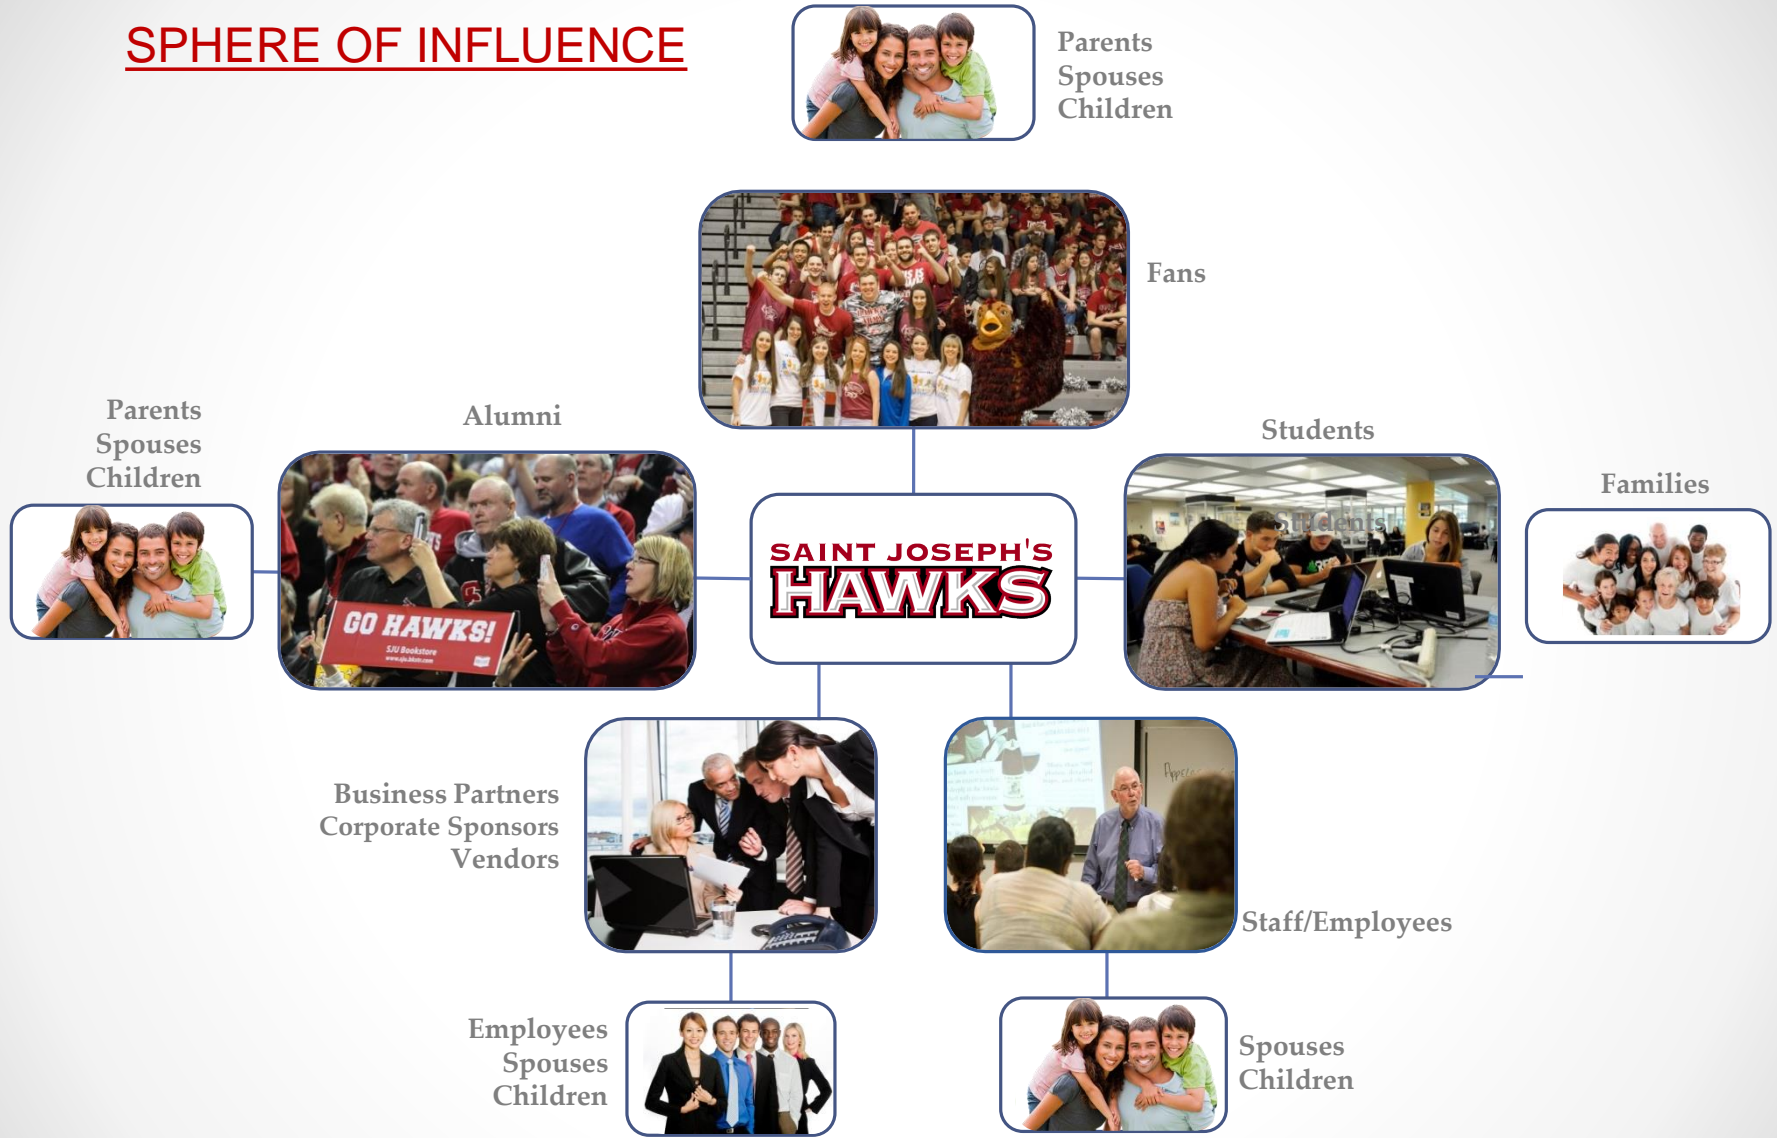 SPHERE OF INFLUENCE
Parents
Spouses
Children
Fans
Parents
Spouses
Children
Alumni
GO HAWKS!
SJU Bookstore
Students
Students
Families
SAINT JOSEPH'S
HAWKS
Business Partners
Corporate Sponsors
Vendors
Staff/Employees
Employees
Spouses
Children
Spouses
Children